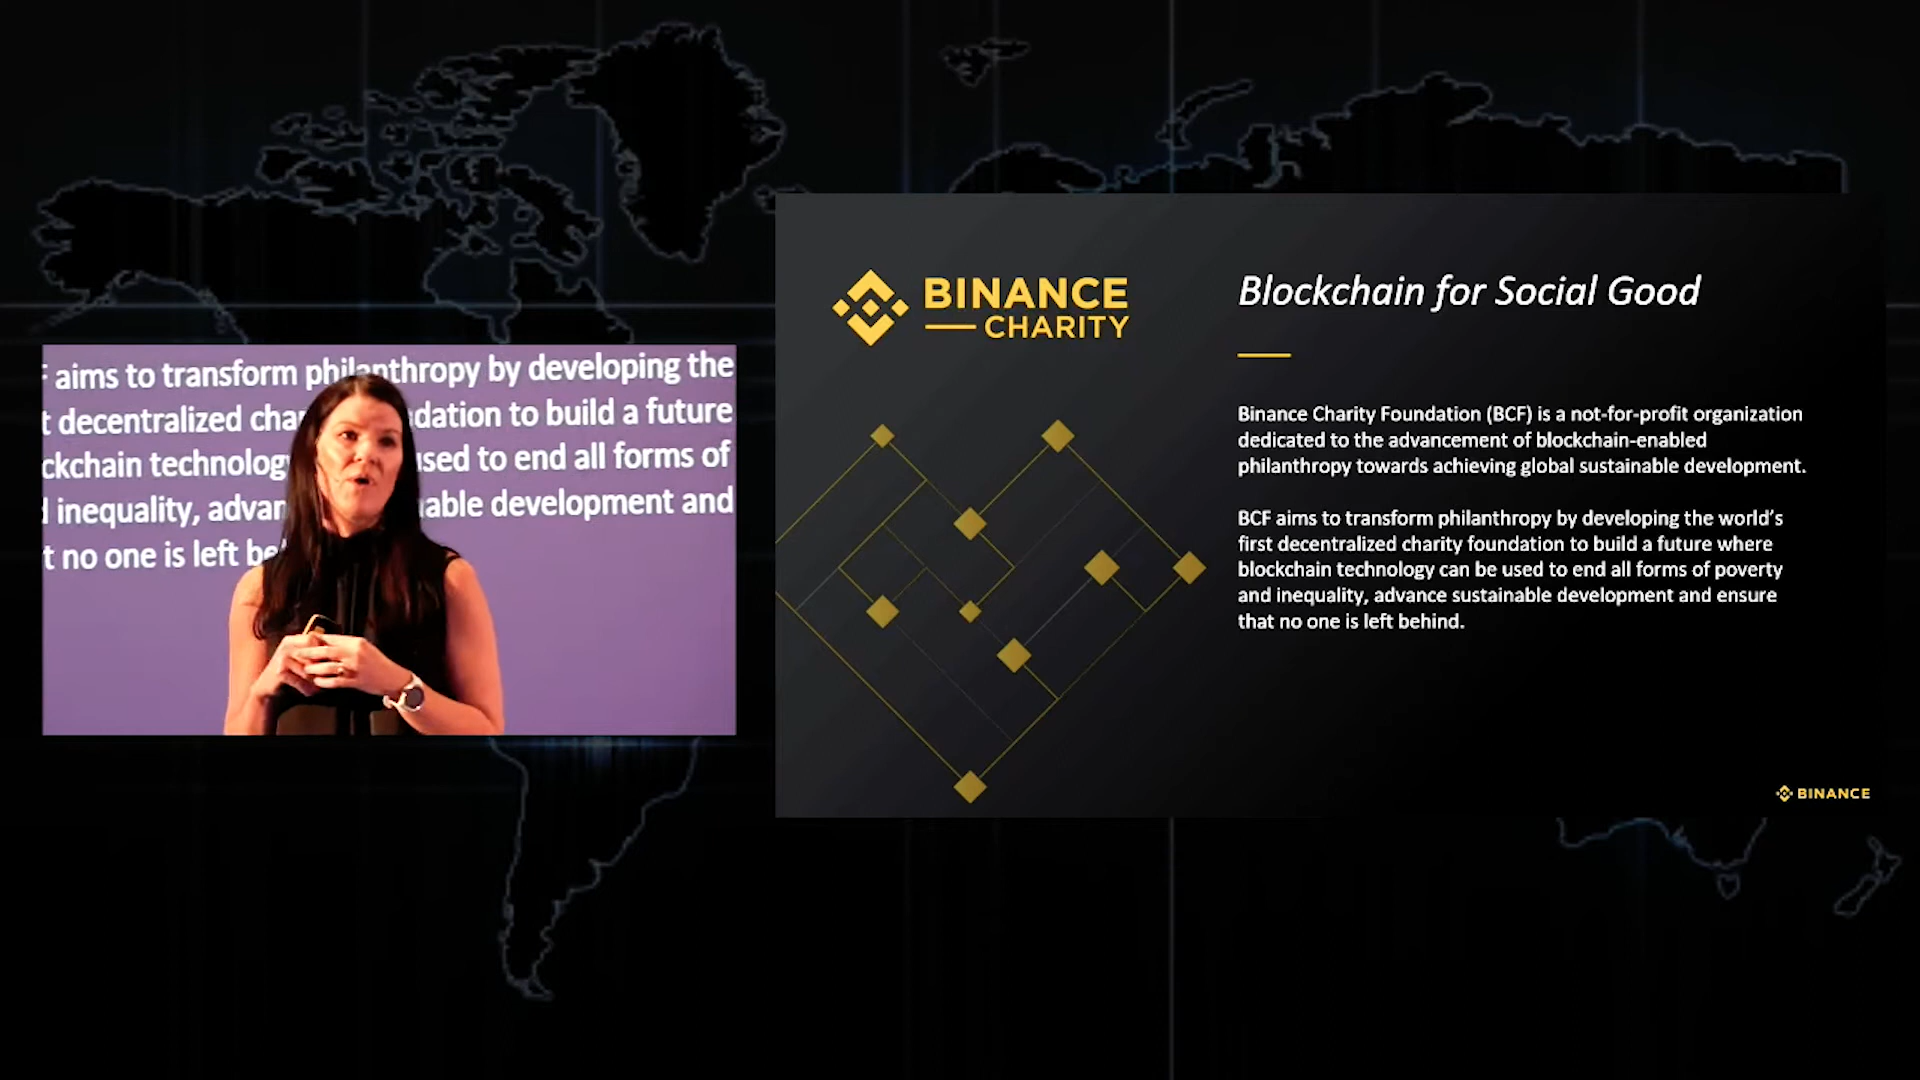 F aims to transform philanthropy by developing the
t decentralized cha dation to build a future
ckchain technolog used to end all forms of
d inequality, advan able development and
t no one is left be
BINANCE
CHARITY
Blockchain for Social Good
Binance Charity Foundation (BCF) is a not-for-profit organization
dedicated to the advancement of blockchain-enabled
philanthropy towards achieving global sustainable development.
BCF aims to transform philanthropy by developing the world’s
first decentralized charity foundation to build a future where
blockchain technology can be used to end all forms of poverty
and inequality, advance sustainable development and ensure
that no one is left behind.
BINANCE